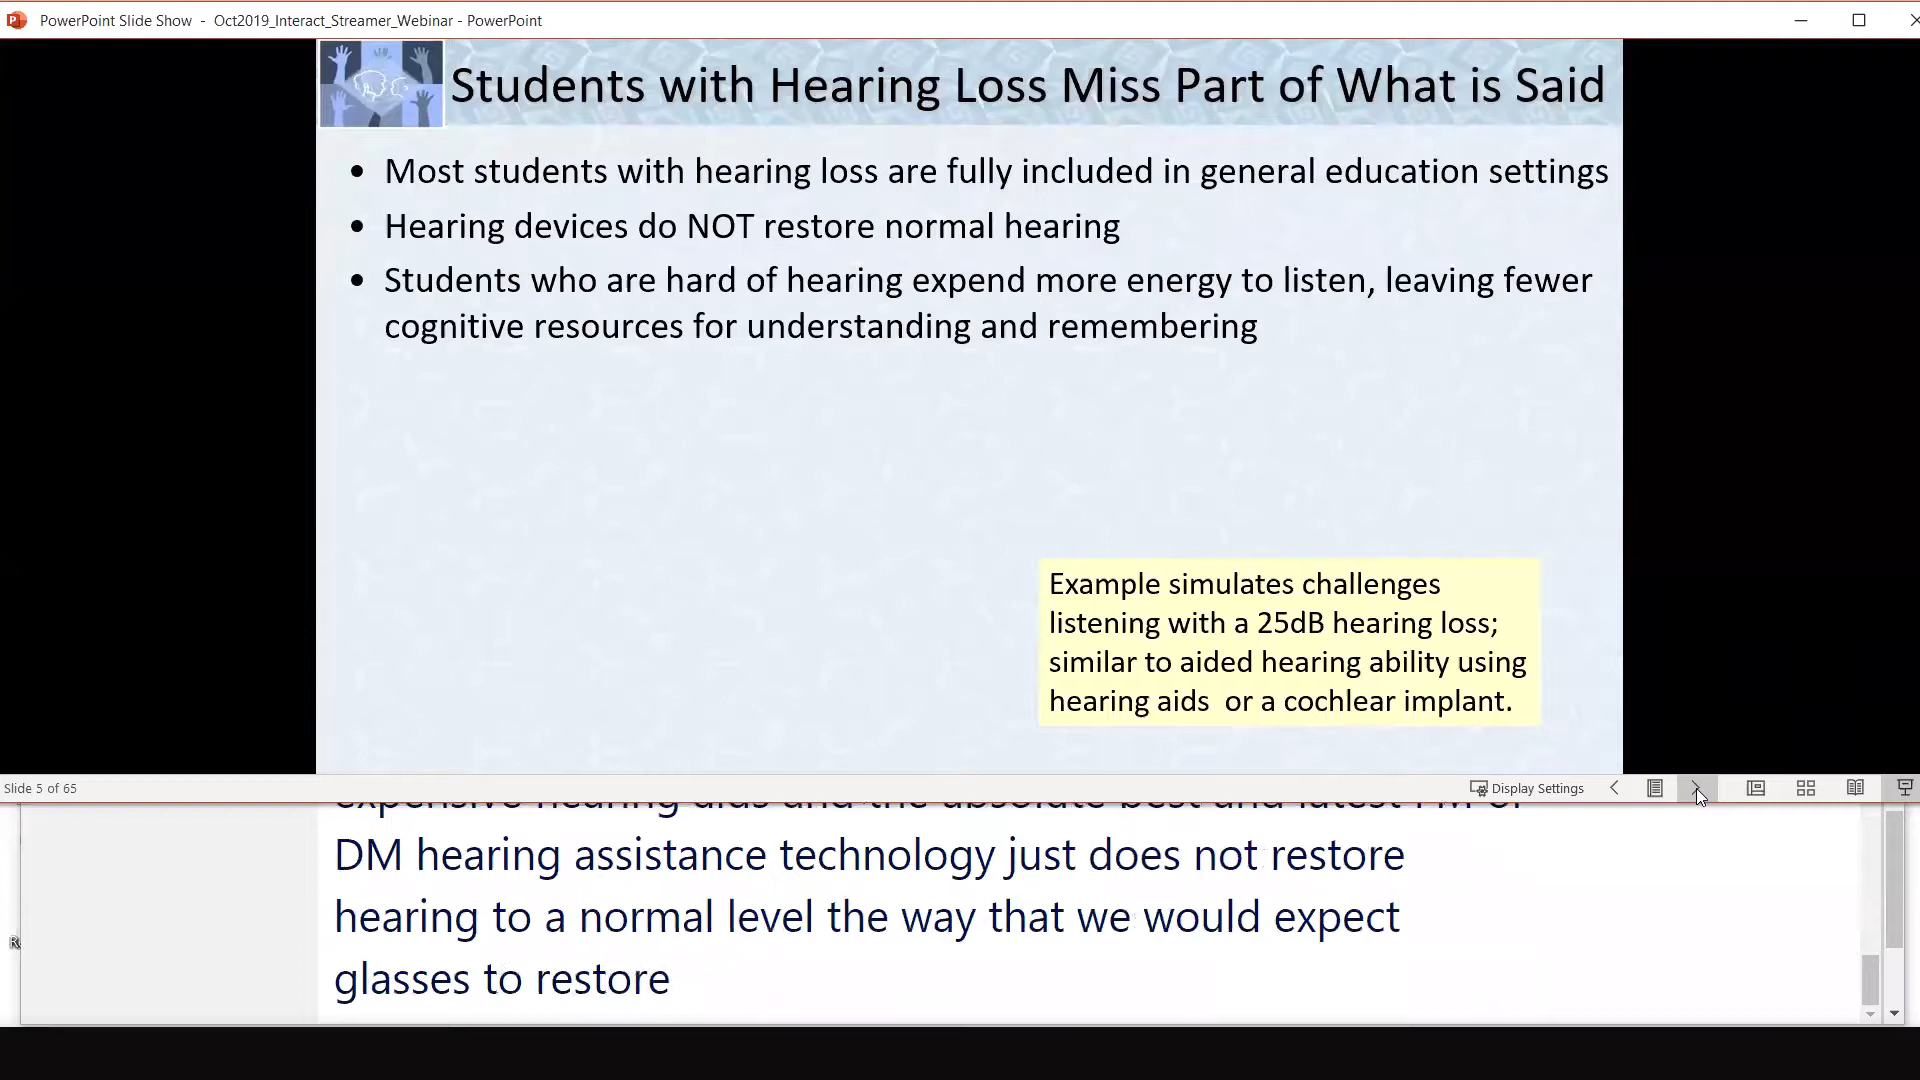 PowerPoint Slide Show - Oct2019_Interact_Streamer_Webinar - PowerPoint
Students with Hearing Loss Miss Part of What is Said
• Most students with hearing loss are fully included in general education settings
• Hearing devices do NOT restore normal hearing
• Students who are hard of hearing expend more energy to listen, leaving fewer
cognitive resources for understanding and remembering
Example simulates challenges
listening with a 25dB hearing loss;
similar to aided hearing ability using
hearing aids or a cochlear implant.
Slide 5 of 65
Display Settings
expensive hearing aids and the absolute best and latest FM or
DM hearing assistance technology just does not restore
hearing to a normal level the way that we would expect
glasses to restore